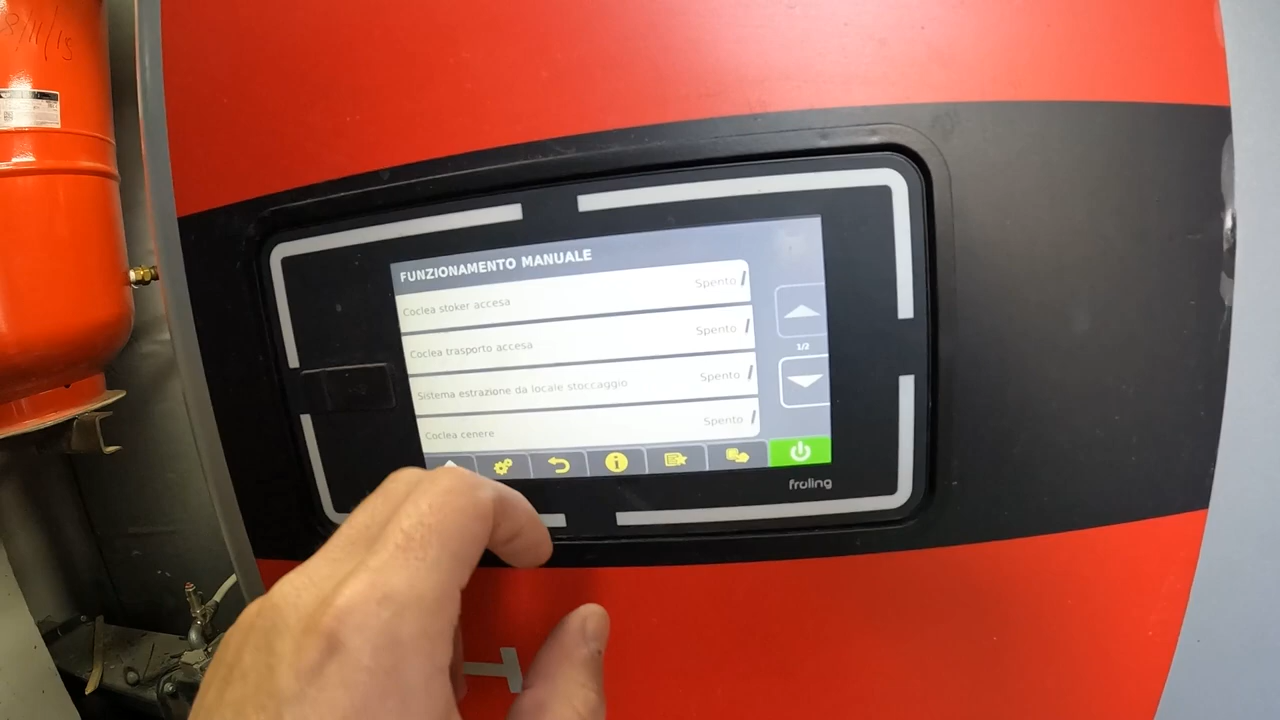 FUNZIONAMENTO MANUALE
Coclea stoker accesa Spento
Coclea trasporto accesa Spento
Sistema estrazione da locale stoccaggio Spento
Coclea cenere Spento
1/2
froling
T